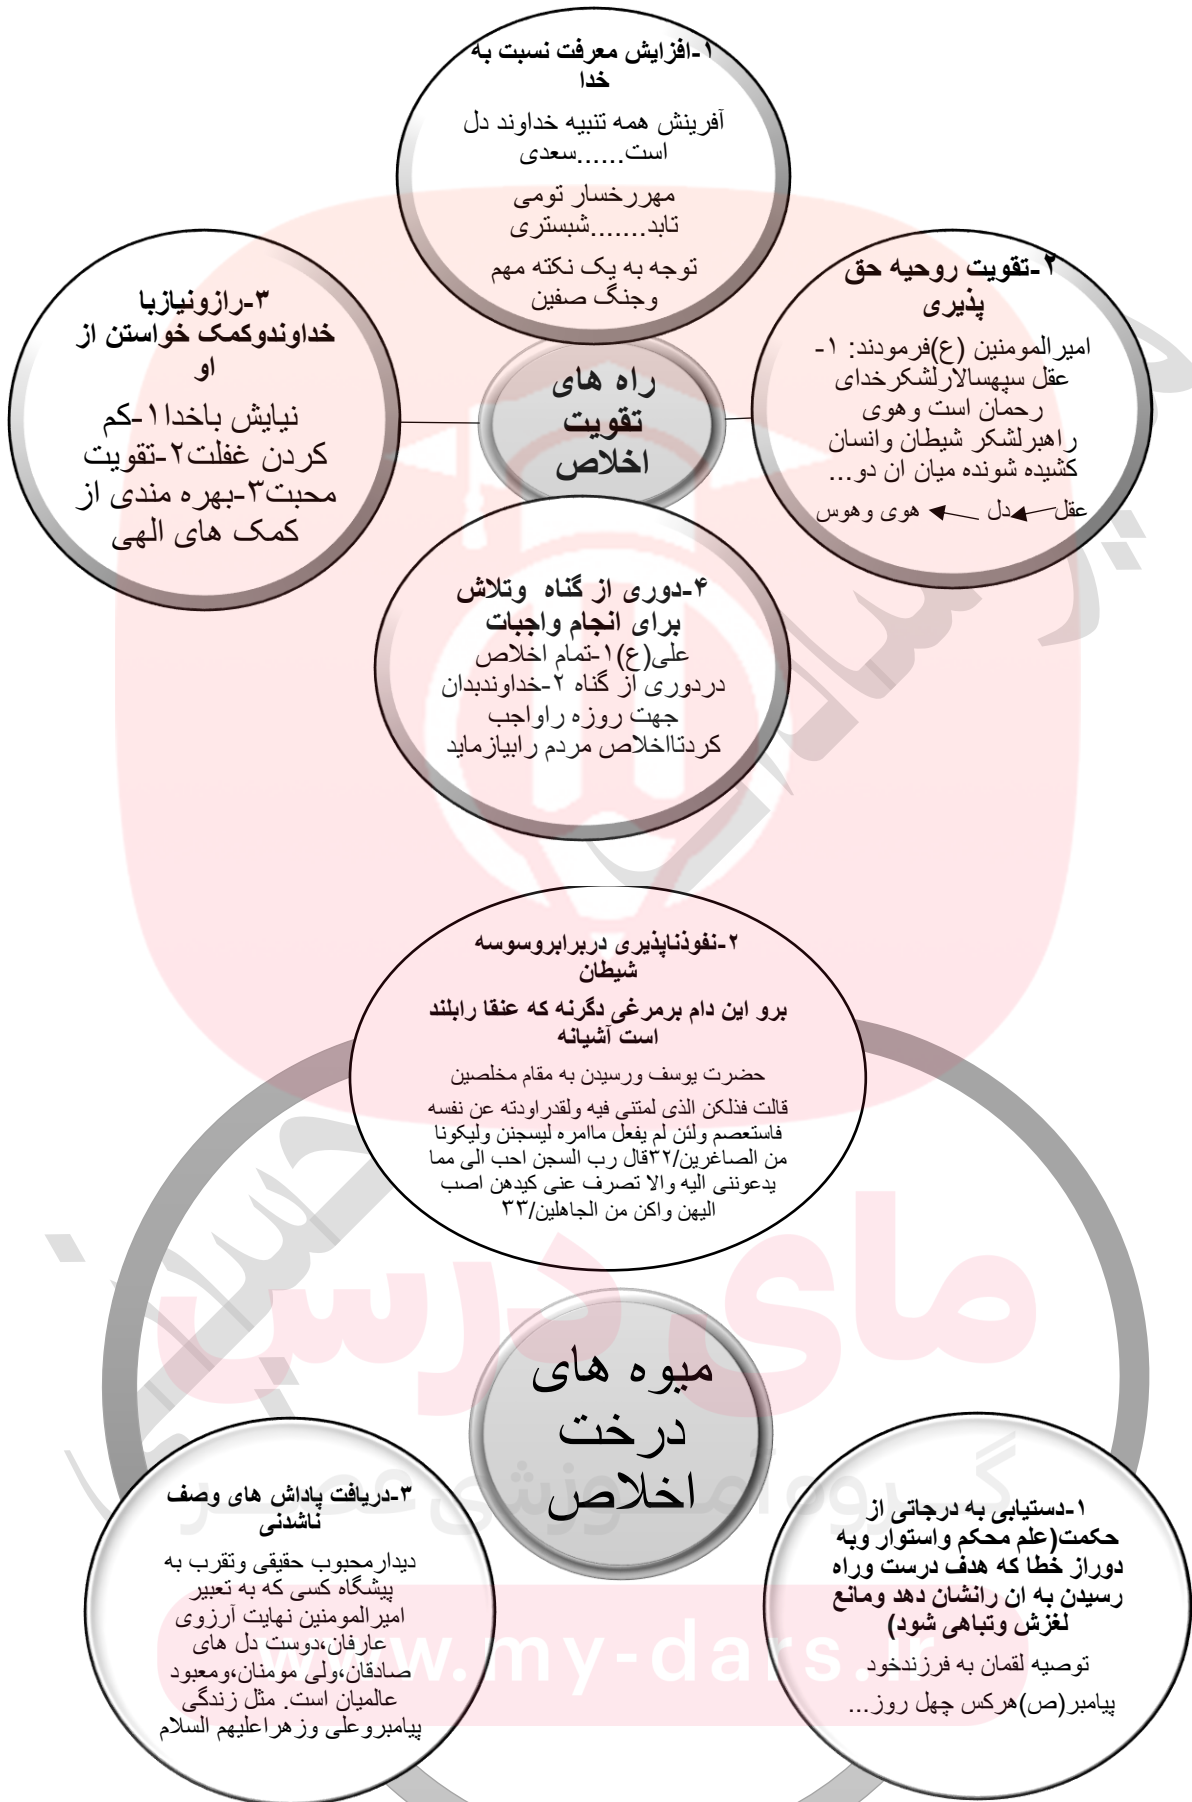 ۱-افزایش معرفت نسبت به
خدا
آفرینش همه تنبیه خداوند دل
است......سعدی
مهررخسار تومی
تابد.......شبستری
توجه به یک نکته مهم
وجنگ صفین
۲-تقویت روحیه حق
پذیری
امیرالمومنین (ع)فرمودند: ۱-
عقل سپهسالارلشکرخدای
رحمان است وهوی
راهبرلشکر شیطان وانسان
کشیده شونده میان ان دو...
عقل دل هوی وهوس
۳-رازونیازبا
خداوندوکمک خواستن از
او
نیایش باخدا۱-کم
کردن غفلت۲-تقویت
محبت۳-بهره مندی از
کمک های الهی
راه های
تقویت
اخلاص
۴-دوری از گناه وتلاش
برای انجام واجبات
علی(ع)۱-تمام اخلاص
دردوری از گناه ۲-خداوندبدان
جهت روزه راواجب
کردتااخلاص مردم رابیازماید
۲-نفوذناپذیری دربرابروسوسه
شیطان
برو این دام برمرغی دگرنه که عنقا رابلند
است آشیانه
حضرت یوسف ورسیدن به مقام مخلصین
قالت فذلکن الذی لمتنی فیه ولقدراودته عن نفسه
فاستعصم ولئن لم یفعل ماامره لیسجنن ولیکونا
من الصاغرین/۳۲قال رب السجن احب الی مما
یدعوننی الیه والا تصرف عنی کیدهن اصب
الیهن واکن من الجاهلین/۳۳
مای درس
میوه های
درخت
اخلاص
گروه آموزشی عصر
۱-دستیابی به درجاتی از
حکمت(علم محکم واستوار وبه
دوراز خطا که هدف درست وراه
رسیدن به ان رانشان دهد ومانع
لغزش وتباهی شود)
توصیه لقمان به فرزندخود
پیامبر(ص)هرکس چهل روز...
۳-دریافت پاداش های وصف
ناشدنی
دیدارمحبوب حقیقی وتقرب به
پیشگاه کسی که به تعبیر
امیرالمومنین نهایت آرزوی
عارفان،دوست دل های
صادقان،ولی مومنان،ومعبود
عالمیان است. مثل زندگی
پیامبروعلی وزهراعلیهم السلام
www.my-dars.ir